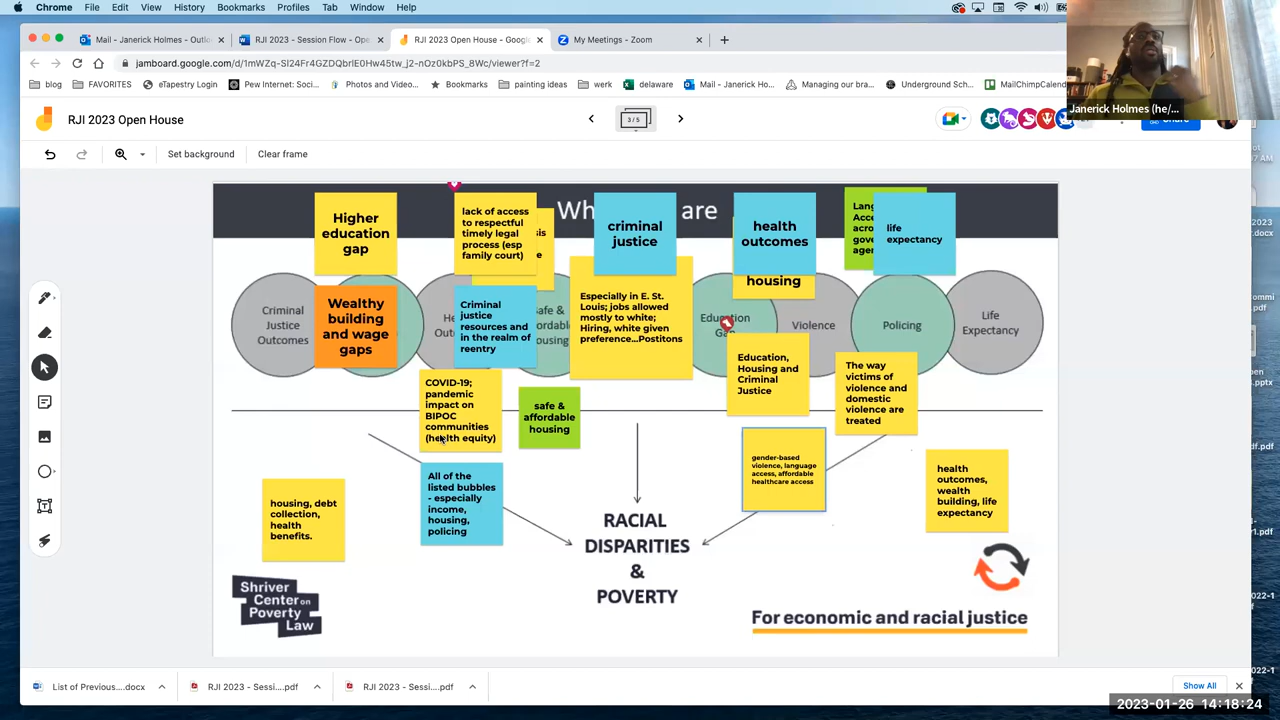 Chrome File Edit View History Bookmarks Profiles Tab Window Help
Mail - Janerick Holmes - Outlo
RJI 2023 - Session Flow - Ope
RJI 2023 Open House - Google
My Meetings - Zoom
jamboard.google.com/d/1mWZq-Sl24Fr4GZDQbrlE0Hw45tw_j2-nOz0kbPS_8Wc/viewer?f=2
blog
FAVORITES
eTapestry Login
Pew Internet: Soci...
Photos and Video...
Bookmarks
painting ideas
werk
delaware
Mail - Janerick Ho...
Managing our bra...
Underground Sch...
MailChimpCalend
Janerick Holmes (he/...
RJI 2023 Open House
3 / 5
Share
Set background
Clear frame
Wh
are
Higher
education
gap
lack of access
to respectful
timely legal
process (esp
family court)
criminal
justice
health
outcomes
housing
life
expectancy
Criminal
Justice
Outcomes
Wealthy
building
and wage
gaps
Criminal
justice
resources and
in the realm of
reentry
Especially in E. St.
Louis; jobs allowed
mostly to white;
Hiring, white given
preference...Postitons
Violence
Policing
Life
Expectancy
COVID-19;
pandemic
impact on
BIPOC
communities
(health equity)
safe &
affordable
housing
Education,
Housing and
Criminal
Justice
The way
victims of
violence and
domestic
violence are
treated
All of the
listed bubbles
- especially
income,
housing,
policing
gender-based
violence, language
access, affordable
healthcare access
health
outcomes,
wealth
building, life
expectancy
housing, debt
collection,
health
benefits.
RACIAL
DISPARITIES
&
POVERTY
Shriver
Center on
Poverty
Law
For economic and racial justice
List of Previous....docx
RJI 2023 - Sessi....pdf
RJI 2023 - Sessi....pdf
Show All
2023-01-26 14:18:24